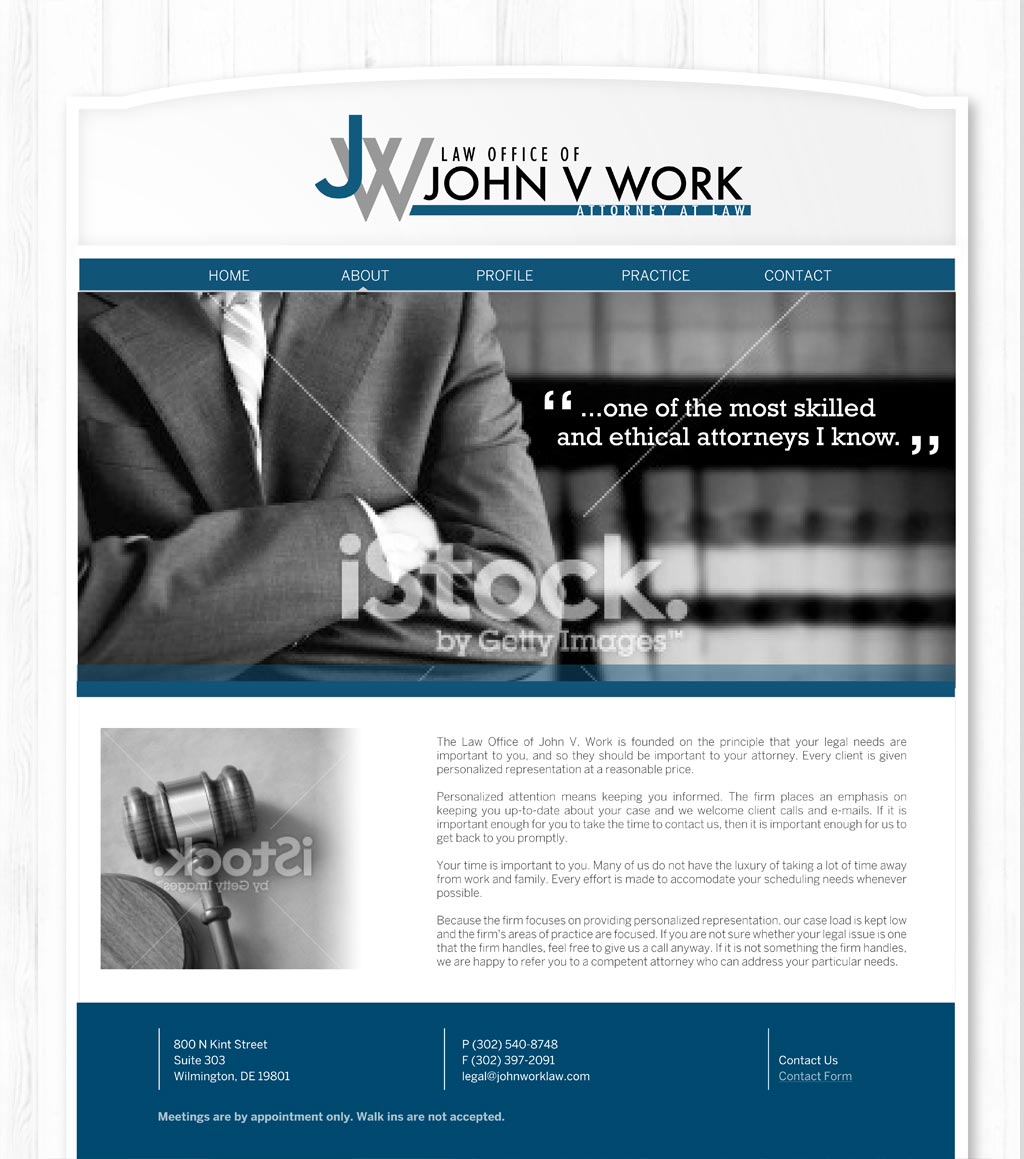 JW
LAW OFFICE OF
JOHN V WORK
ATTORNEY AT LAW
HOME ABOUT PROFILE PRACTICE CONTACT
“ ...one of the most skilled
and ethical attorneys I know. ”
iStock.
by Getty Images™
The Law Office of John V. Work is founded on the principle that your legal needs are
important to you, and so they should be important to your attorney. Every client is given
personalized representation at a reasonable price.
Personalized attention means keeping you informed. The firm places an emphasis on
keeping you up-to-date about your case and we welcome client calls and e-mails. If it is
important enough for you to take the time to contact us, then it is important enough for us to
get back to you promptly.
Your time is important to you. Many of us do not have the luxury of taking a lot of time away
from work and family. Every effort is made to accomodate your scheduling needs whenever
possible.
Because the firm focuses on providing personalized representation, our case load is kept low
and the firm's areas of practice are focused. If you are not sure whether your legal issue is one
that the firm handles, feel free to give us a call anyway. If it is not something the firm handles,
we are happy to refer you to a competent attorney who can address your particular needs.
iStock
by Getty Images
800 N Kint Street
Suite 303
Wilmington, DE 19801
P (302) 540-8748
F (302) 397-2091
legal@johnworklaw.com
Contact Us
Contact Form
Meetings are by appointment only. Walk ins are not accepted.